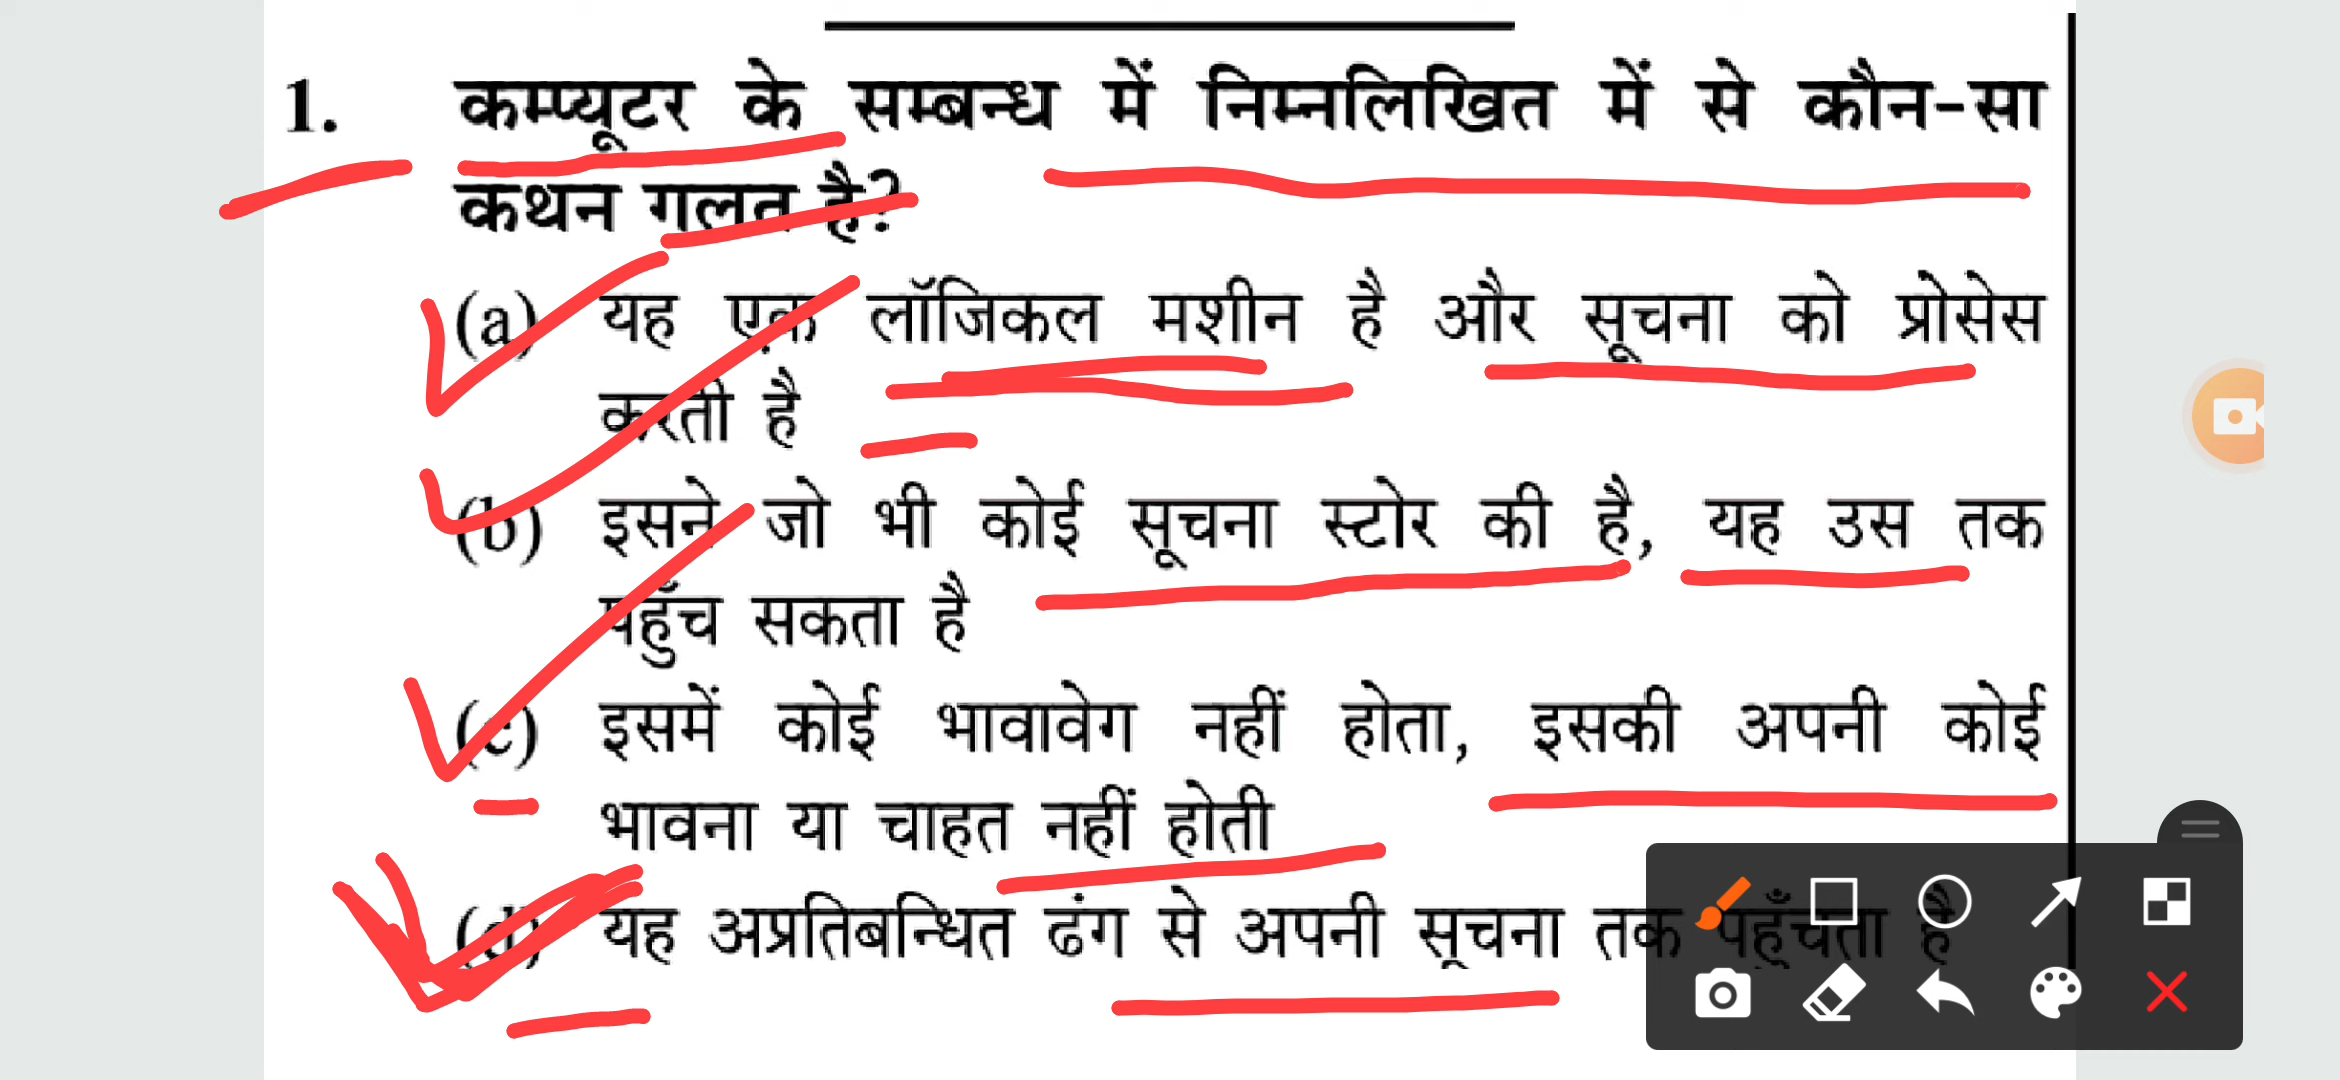 1. कम्प्यूटर के सम्बन्ध में निम्नलिखित में से कौन-सा
कथन गलत है?
(a) यह एक लॉजिकल मशीन है और सूचना को प्रोसेस
करती है
(b) इसने जो भी कोई सूचना स्टोर की है, यह उस तक
पहुँच सकता है
(c) इसमें कोई भावावेग नहीं होता, इसकी अपनी कोई
भावना या चाहत नहीं होती
(d) यह अप्रतिबन्धित ढंग से अपनी सूचना तक पहुँचता है